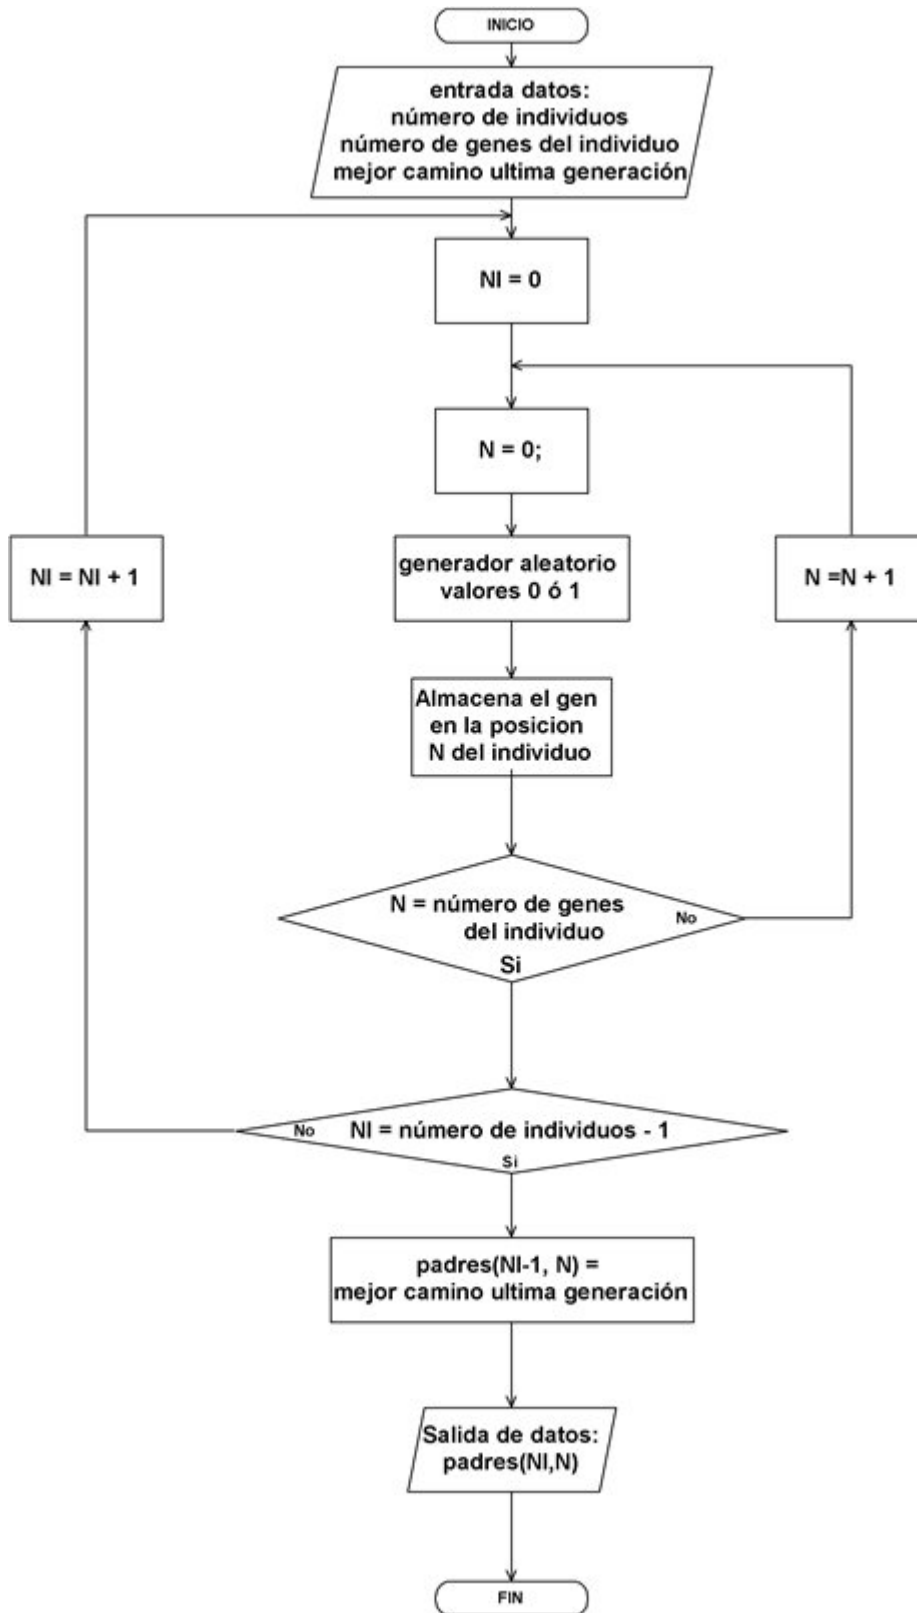 INICIO
entrada datos:
número de individuos
número de genes del individuo
mejor camino ultima generación
NI = 0
N = 0;
generador aleatorio
valores 0 ó 1
NI = NI + 1
N =N + 1
Almacena el gen
en la posicion
N del individuo
N = número de genes
del individuo
No
Si
No
NI = número de individuos - 1
Si
padres(NI-1, N) =
mejor camino ultima generación
Salida de datos:
padres(NI,N)
FIN